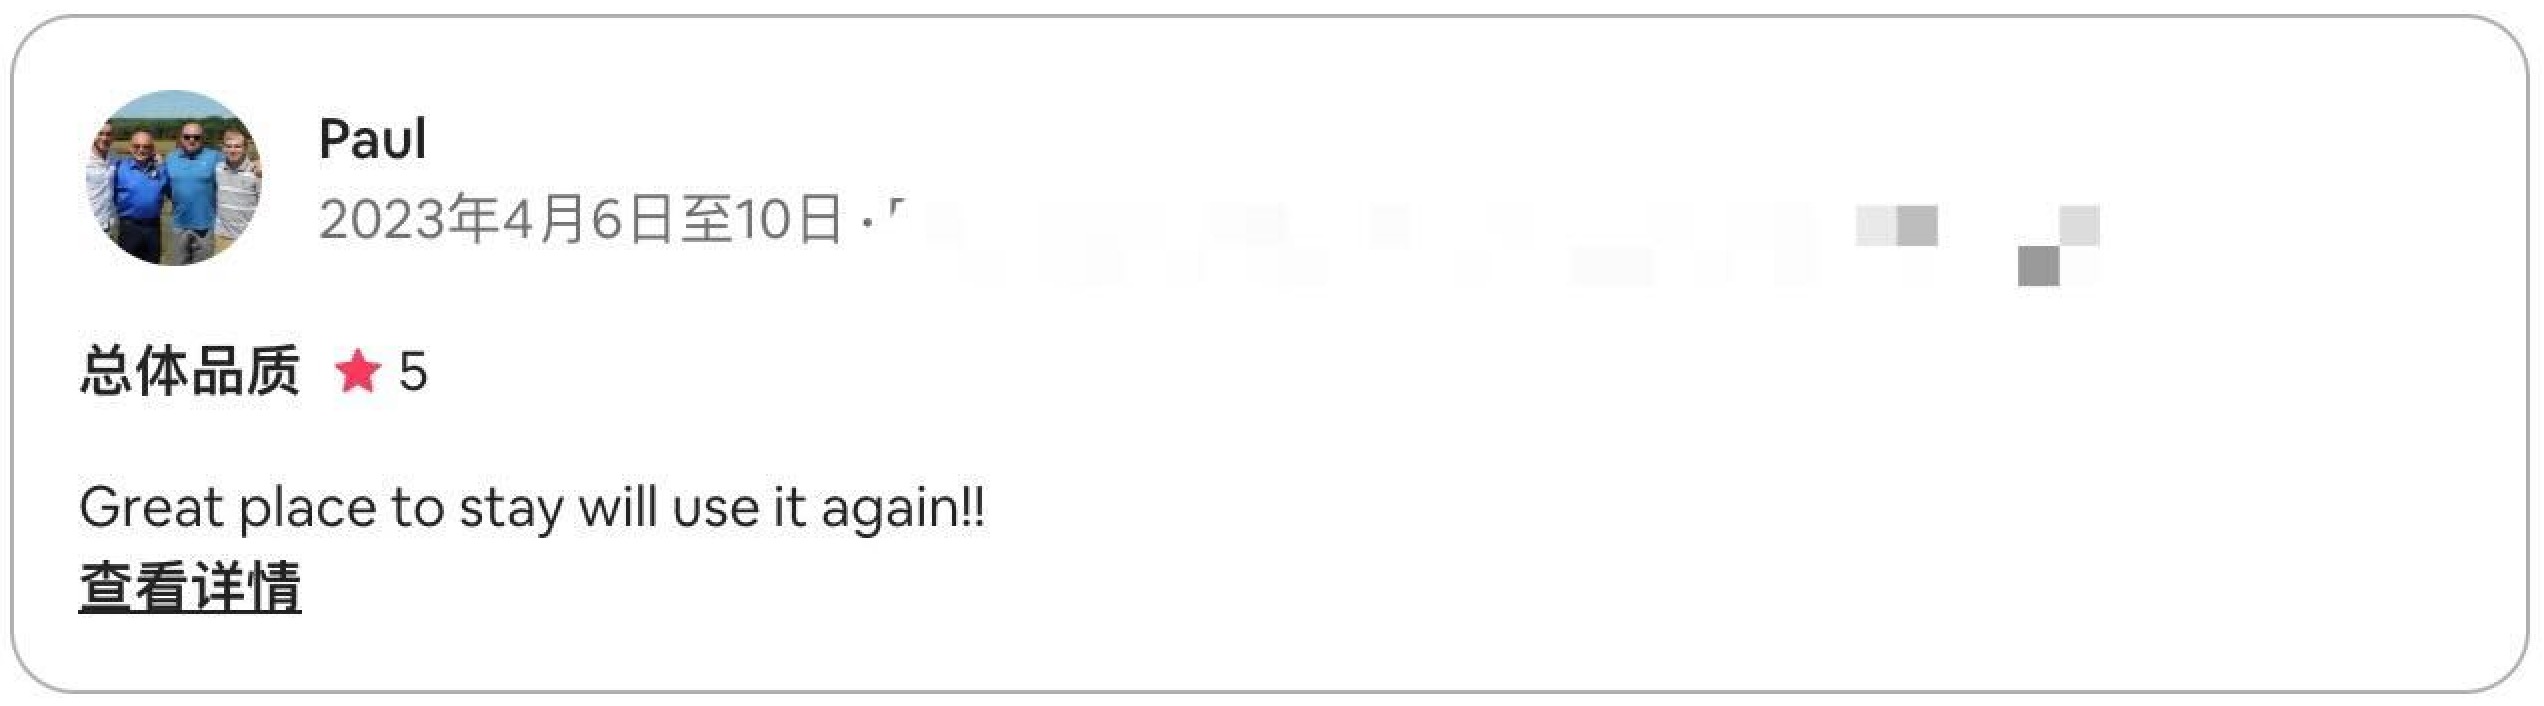 Paul
2023年4月6日至10日 ·「
总体品质 ★ 5
Great place to stay will use it again!!
查看详情